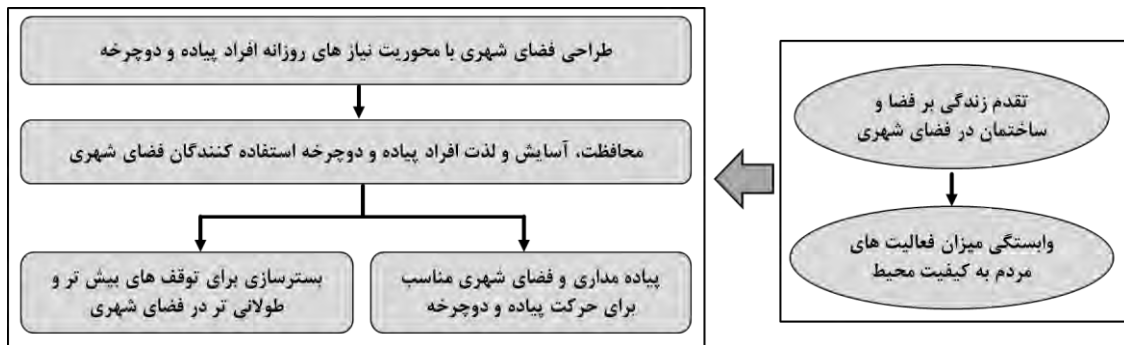 تقدم زندگی بر فضا و
ساختمان در فضای شهری
وابستگی میزان فعالیت های
مردم به کیفیت محیط
طراحی فضای شهری با محوریت نیاز های روزانه افراد پیاده و دوچرخه
محافظت، آسایش و لذت افراد پیاده و دوچرخه استفاده کنندگان فضای شهری
پیاده مداری و فضای شهری مناسب
برای حرکت پیاده و دوچرخه
بسترسازی برای توقف های بیش تر و
طولانی تر در فضای شهری